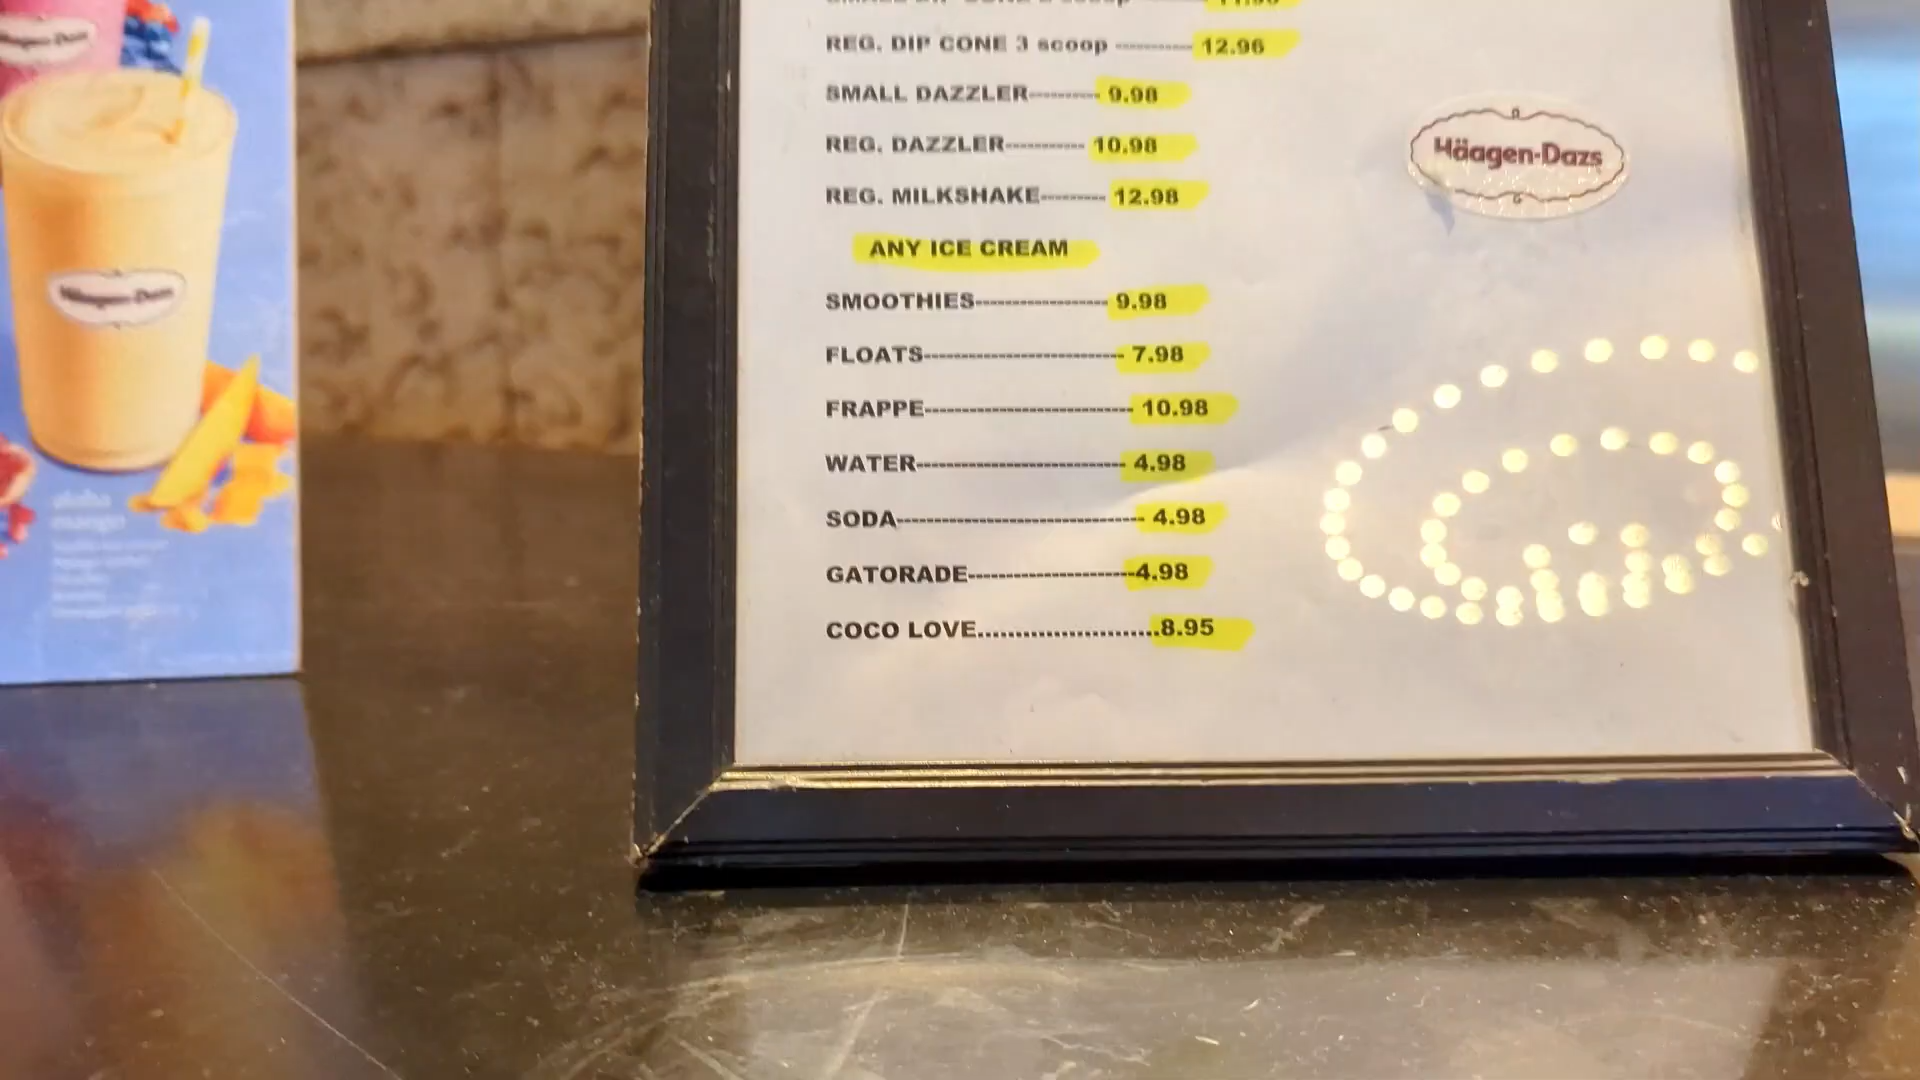 REG. DIP CONE 3 scoop ---------- 12.96
SMALL DAZZLER--------- 9.98
REG. DAZZLER----------- 10.98
REG. MILKSHAKE--------- 12.98
ANY ICE CREAM
SMOOTHIES------------------ 9.98
FLOATS--------------------------- 7.98
FRAPPE---------------------------- 10.98
WATER---------------------------- 4.98
SODA--------------------------------- 4.98
GATORADE----------------------4.98
COCO LOVE........................8.95
Häagen-Dazs
Häagen-Dazs
Häagen-Dazs
aloha
mango